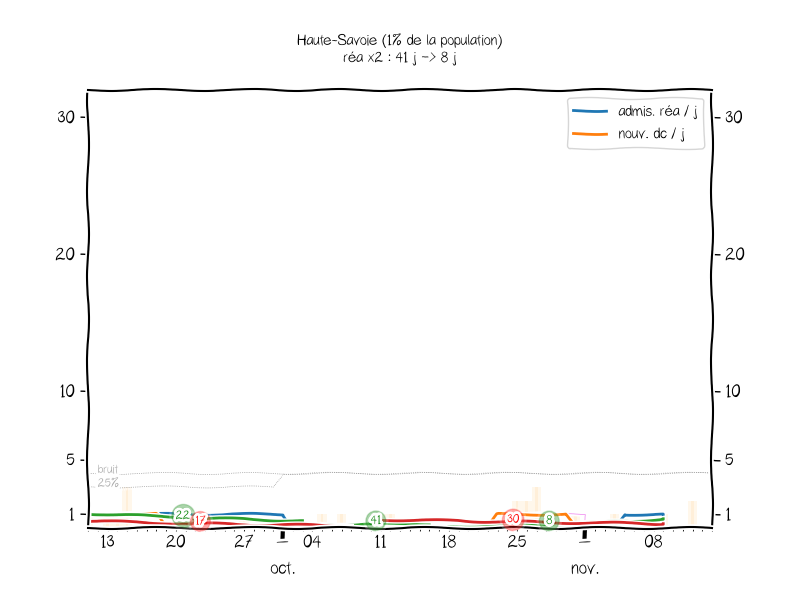 Haute-Savoie (1% de la population)
réa x2 : 41 j -> 8 j
admis. réa / j
nouv. dc / j
30
30
20
20
10
10
5
5
bruit
25%
1
1
22
17
41
30
8
13 20 27 04 11 18 25 08
oct. nov.